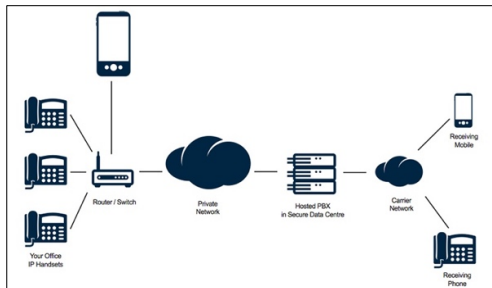 Receiving
Mobile
Router / Switch
Private
Network
Hosted PBX
in Secure Data Centre
Carrier
Network
Your Office
IP Handsets
Receiving
Phone